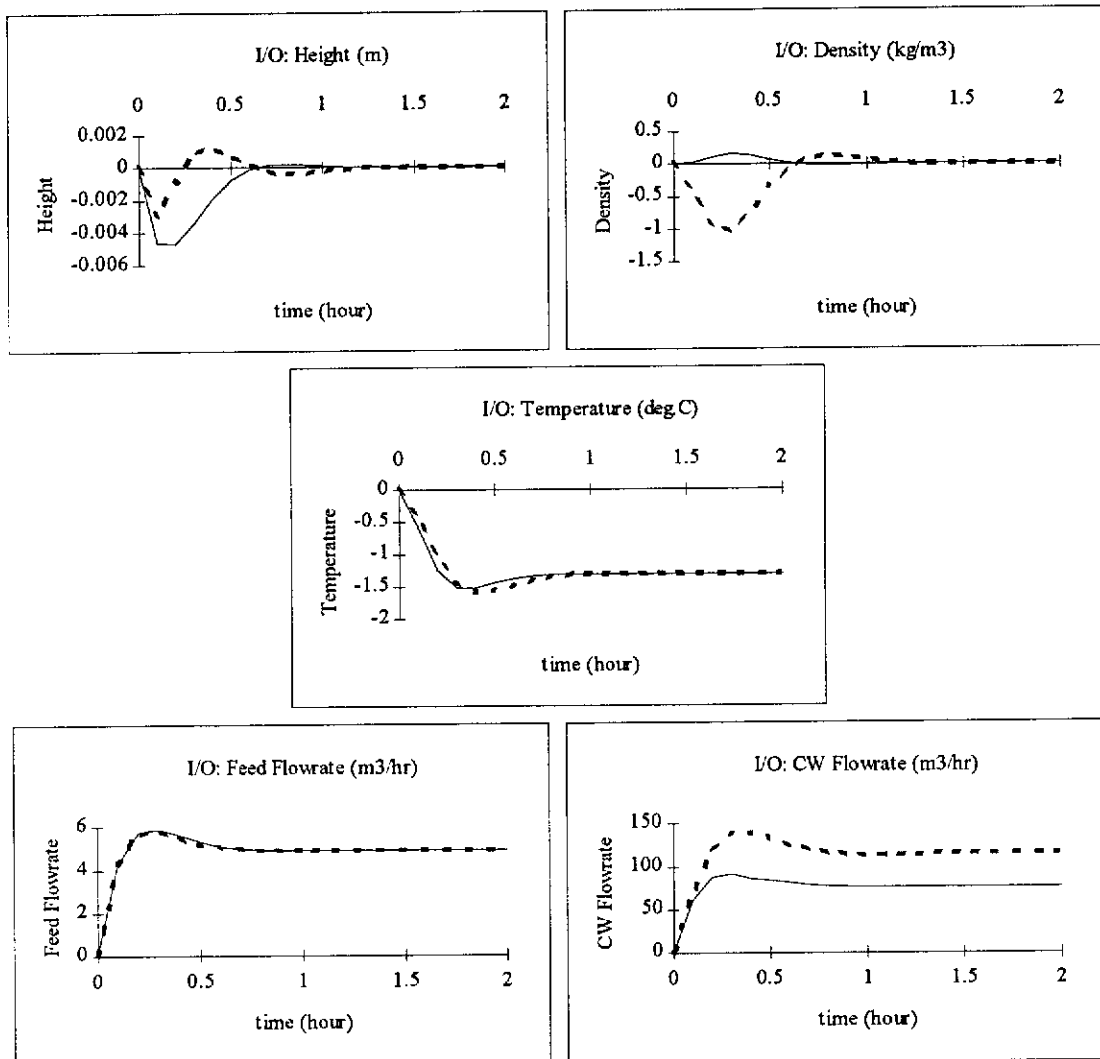 I/O: Height (m)
0 0.5 1 1.5 2
0.002
0
-0.002
-0.004
-0.006
Height
time (hour)
I/O: Density (kg/m3)
0 0.5 1 1.5 2
0.5
0
-0.5
-1
-1.5
Density
time (hour)
I/O: Temperature (deg.C)
0 0.5 1 1.5 2
0
-0.5
-1
-1.5
-2
Temperature
time (hour)
I/O: Feed Flowrate (m3/hr)
6
4
2
0
Feed Flowrate
0 0.5 1 1.5 2
time (hour)
I/O: CW Flowrate (m3/hr)
150
100
50
0
CW Flowrate
0 0.5 1 1.5 2
time (hour)